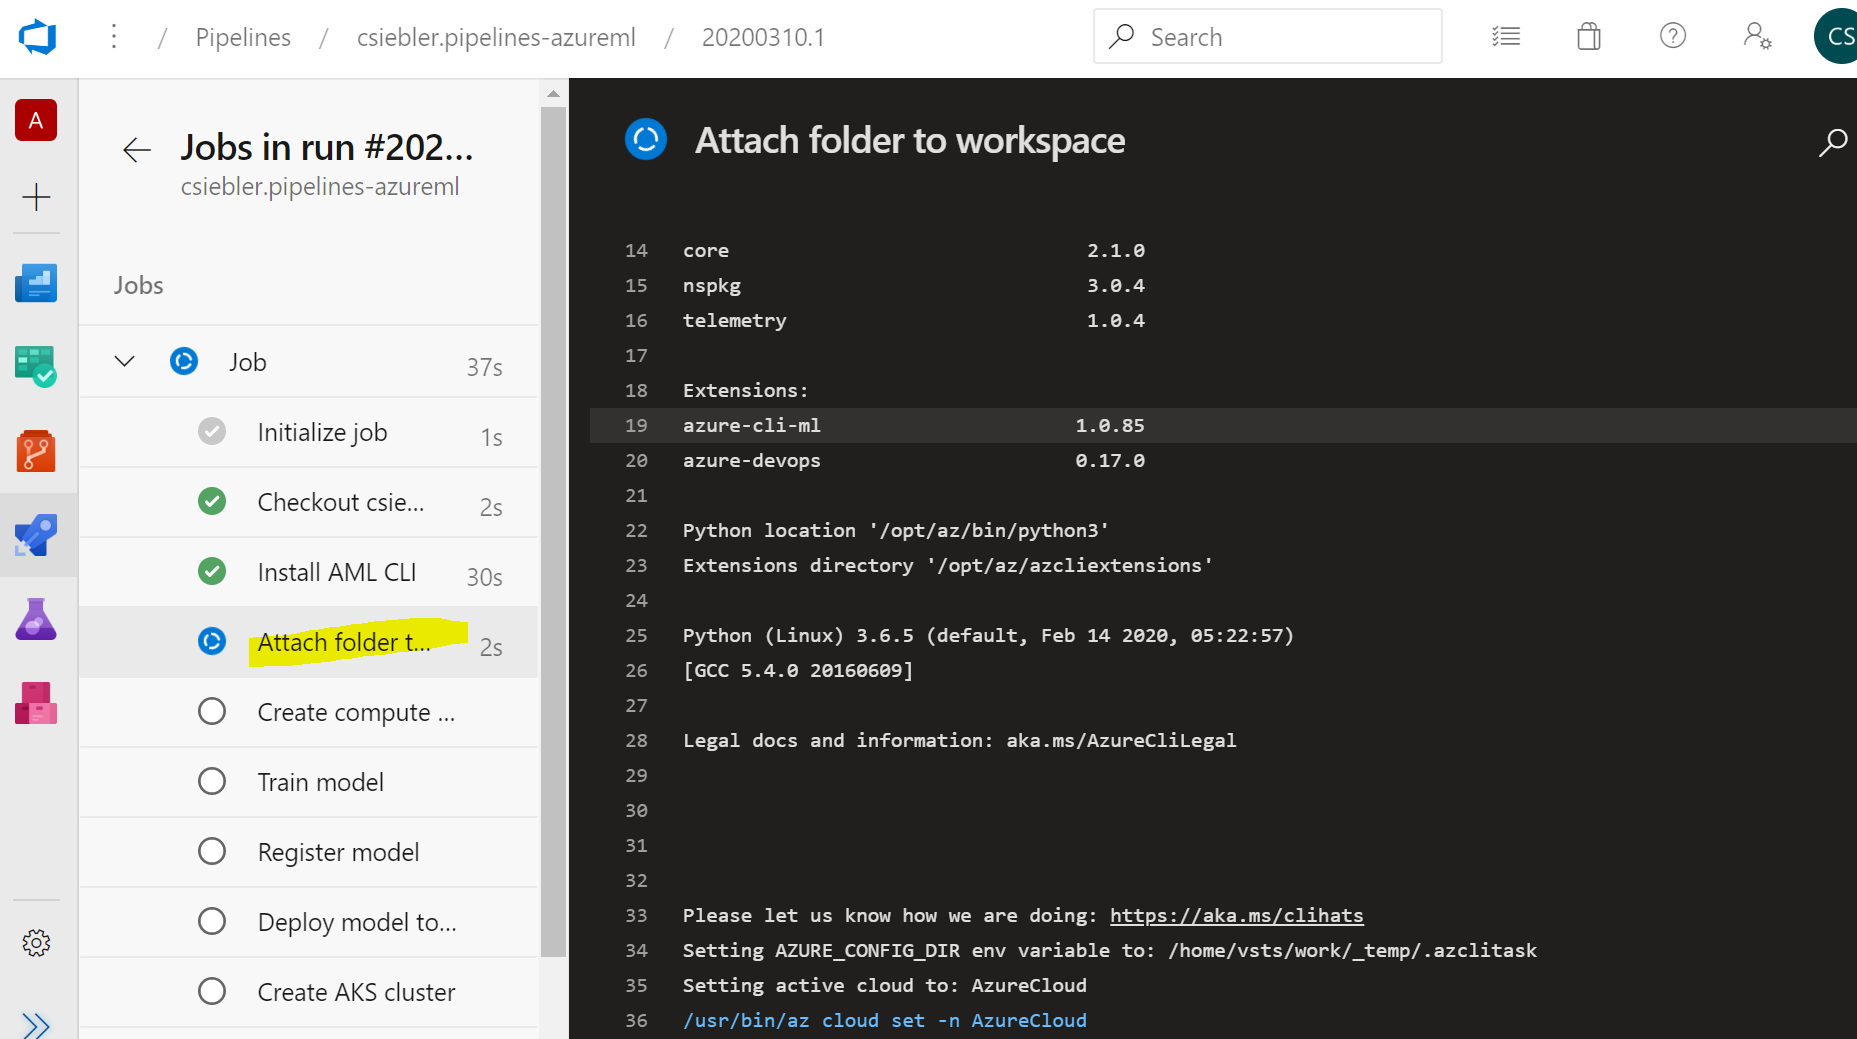 / Pipelines / csiebler.pipelines-azureml / 20200310.1
Search
CS
A
Jobs in run #202...
csiebler.pipelines-azureml
Jobs
Job 37s
Initialize job 1s
Checkout csie... 2s
Install AML CLI 30s
Attach folder t... 2s
Create compute ...
Train model
Register model
Deploy model to...
Create AKS cluster
Attach folder to workspace
14 core 2.1.0
15 nspkg 3.0.4
16 telemetry 1.0.4
17
18 Extensions:
19 azure-cli-ml 1.0.85
20 azure-devops 0.17.0
21
22 Python location '/opt/az/bin/python3'
23 Extensions directory '/opt/az/azcliextensions'
24
25 Python (Linux) 3.6.5 (default, Feb 14 2020, 05:22:57)
26 [GCC 5.4.0 20160609]
27
28 Legal docs and information: aka.ms/AzureCliLegal
29
30
31
32
33 Please let us know how we are doing: https://aka.ms/clihats
34 Setting AZURE_CONFIG_DIR env variable to: /home/vsts/work/_temp/.azclitask
35 Setting active cloud to: AzureCloud
36 /usr/bin/az cloud set -n AzureCloud